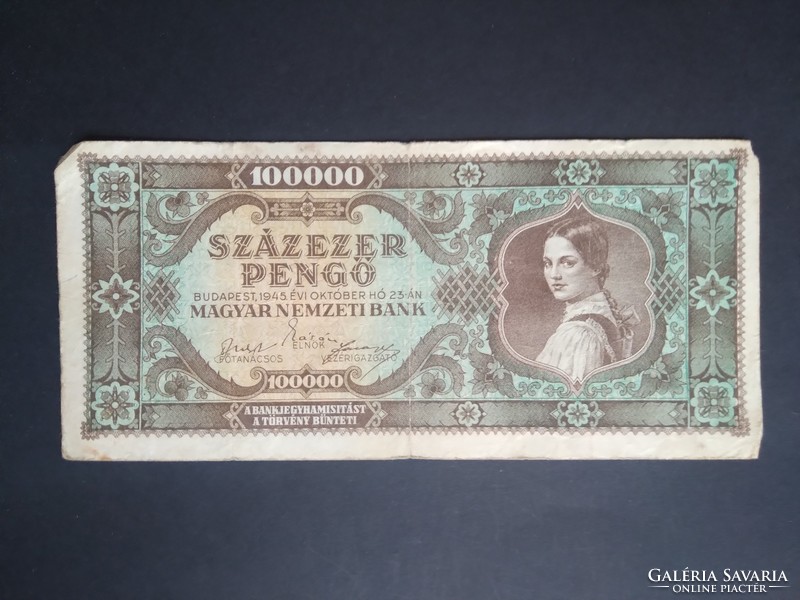 100000
SZÁZEZER
PENGŐ
BUDAPEST, 1945. ÉVI OKTÓBER HÓ 23-ÁN
MAGYAR NEMZETI BANK
ELNÖK
FŐTANÁCSOS VEZÉRIGAZGATÓ
100000
A BANKJEGYHAMISITÁST
A TÖRVÉNY BÜNTETI
GALÉRIA SAVARIA
ONLINE PIACTÉR